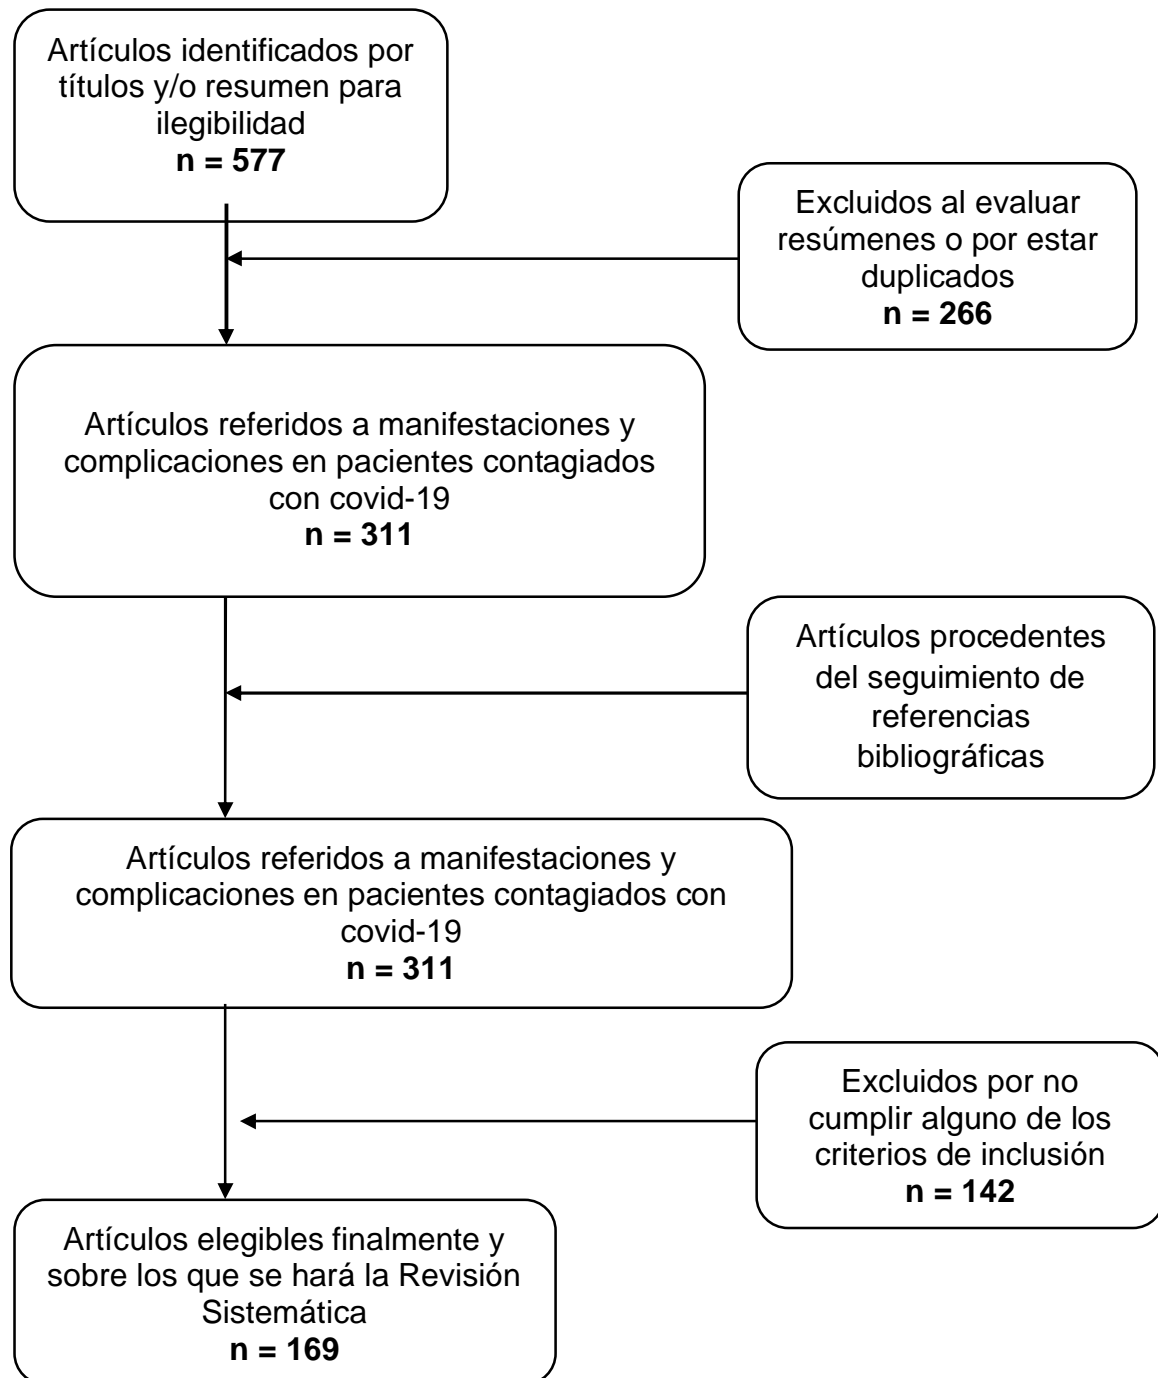 Artículos identificados por
títulos y/o resumen para
ilegibilidad
n = 577
Excluidos al evaluar
resúmenes o por estar
duplicados
n = 266
Artículos referidos a manifestaciones y
complicaciones en pacientes contagiados
con covid-19
n = 311
Artículos procedentes
del seguimiento de
referencias
bibliográficas
Artículos referidos a manifestaciones y
complicaciones en pacientes contagiados con
covid-19
n = 311
Excluidos por no
cumplir alguno de los
criterios de inclusión
n = 142
Artículos elegibles finalmente y
sobre los que se hará la Revisión
Sistemática
n = 169